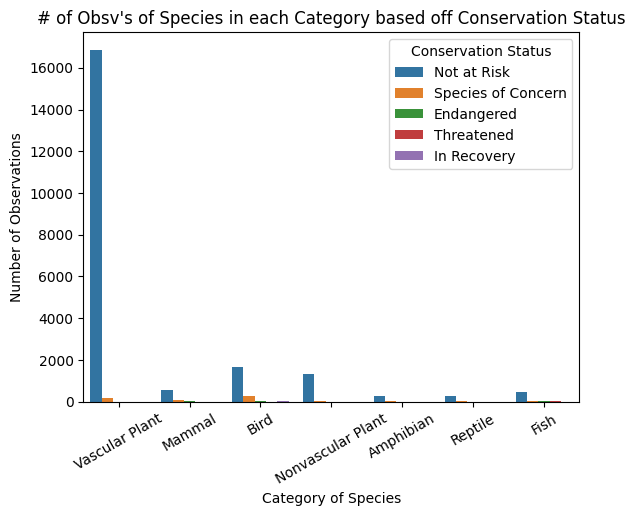 # of Obsv's of Species in each Category based off Conservation Status
Conservation Status
Not at Risk
Species of Concern
Endangered
Threatened
In Recovery
Number of Observations
16000
14000
12000
10000
8000
6000
4000
2000
0
Vascular Plant
Mammal
Bird
Nonvascular Plant
Amphibian
Reptile
Fish
Category of Species